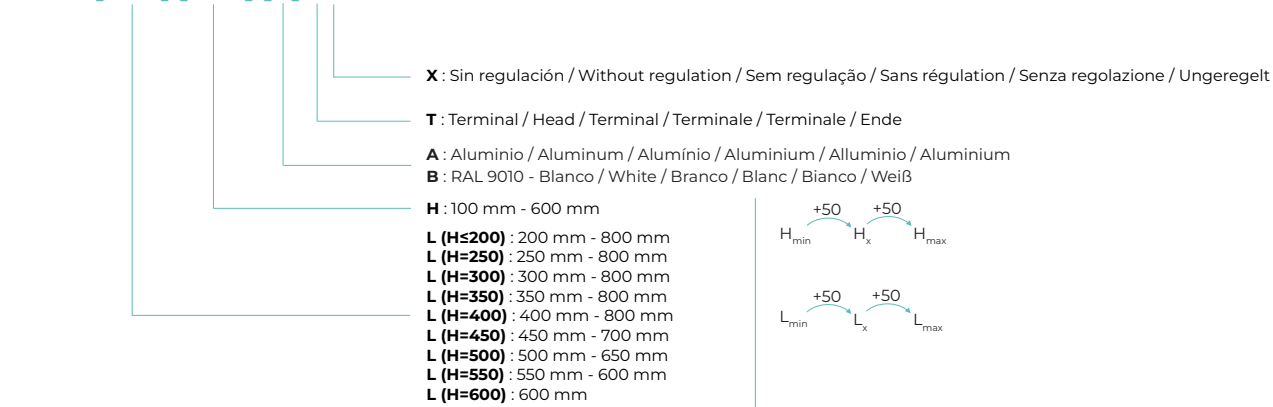 X : Sin regulación / Without regulation / Sem regulação / Sans régulation / Senza regolazione / Ungeregelt
T : Terminal / Head / Terminal / Terminale / Terminale / Ende
A : Aluminio / Aluminum / Alumínio / Aluminium / Alluminio / Aluminium
B : RAL 9010 - Blanco / White / Branco / Blanc / Bianco / Weiß
H : 100 mm - 600 mm
L (H≤200) : 200 mm - 800 mm
L (H=250) : 250 mm - 800 mm
L (H=300) : 300 mm - 800 mm
L (H=350) : 350 mm - 800 mm
L (H=400) : 400 mm - 800 mm
L (H=450) : 450 mm - 700 mm
L (H=500) : 500 mm - 650 mm
L (H=550) : 550 mm - 600 mm
L (H=600) : 600 mm
+50 +50
Hmin Hx Hmax
+50 +50
Lmin Lx Lmax